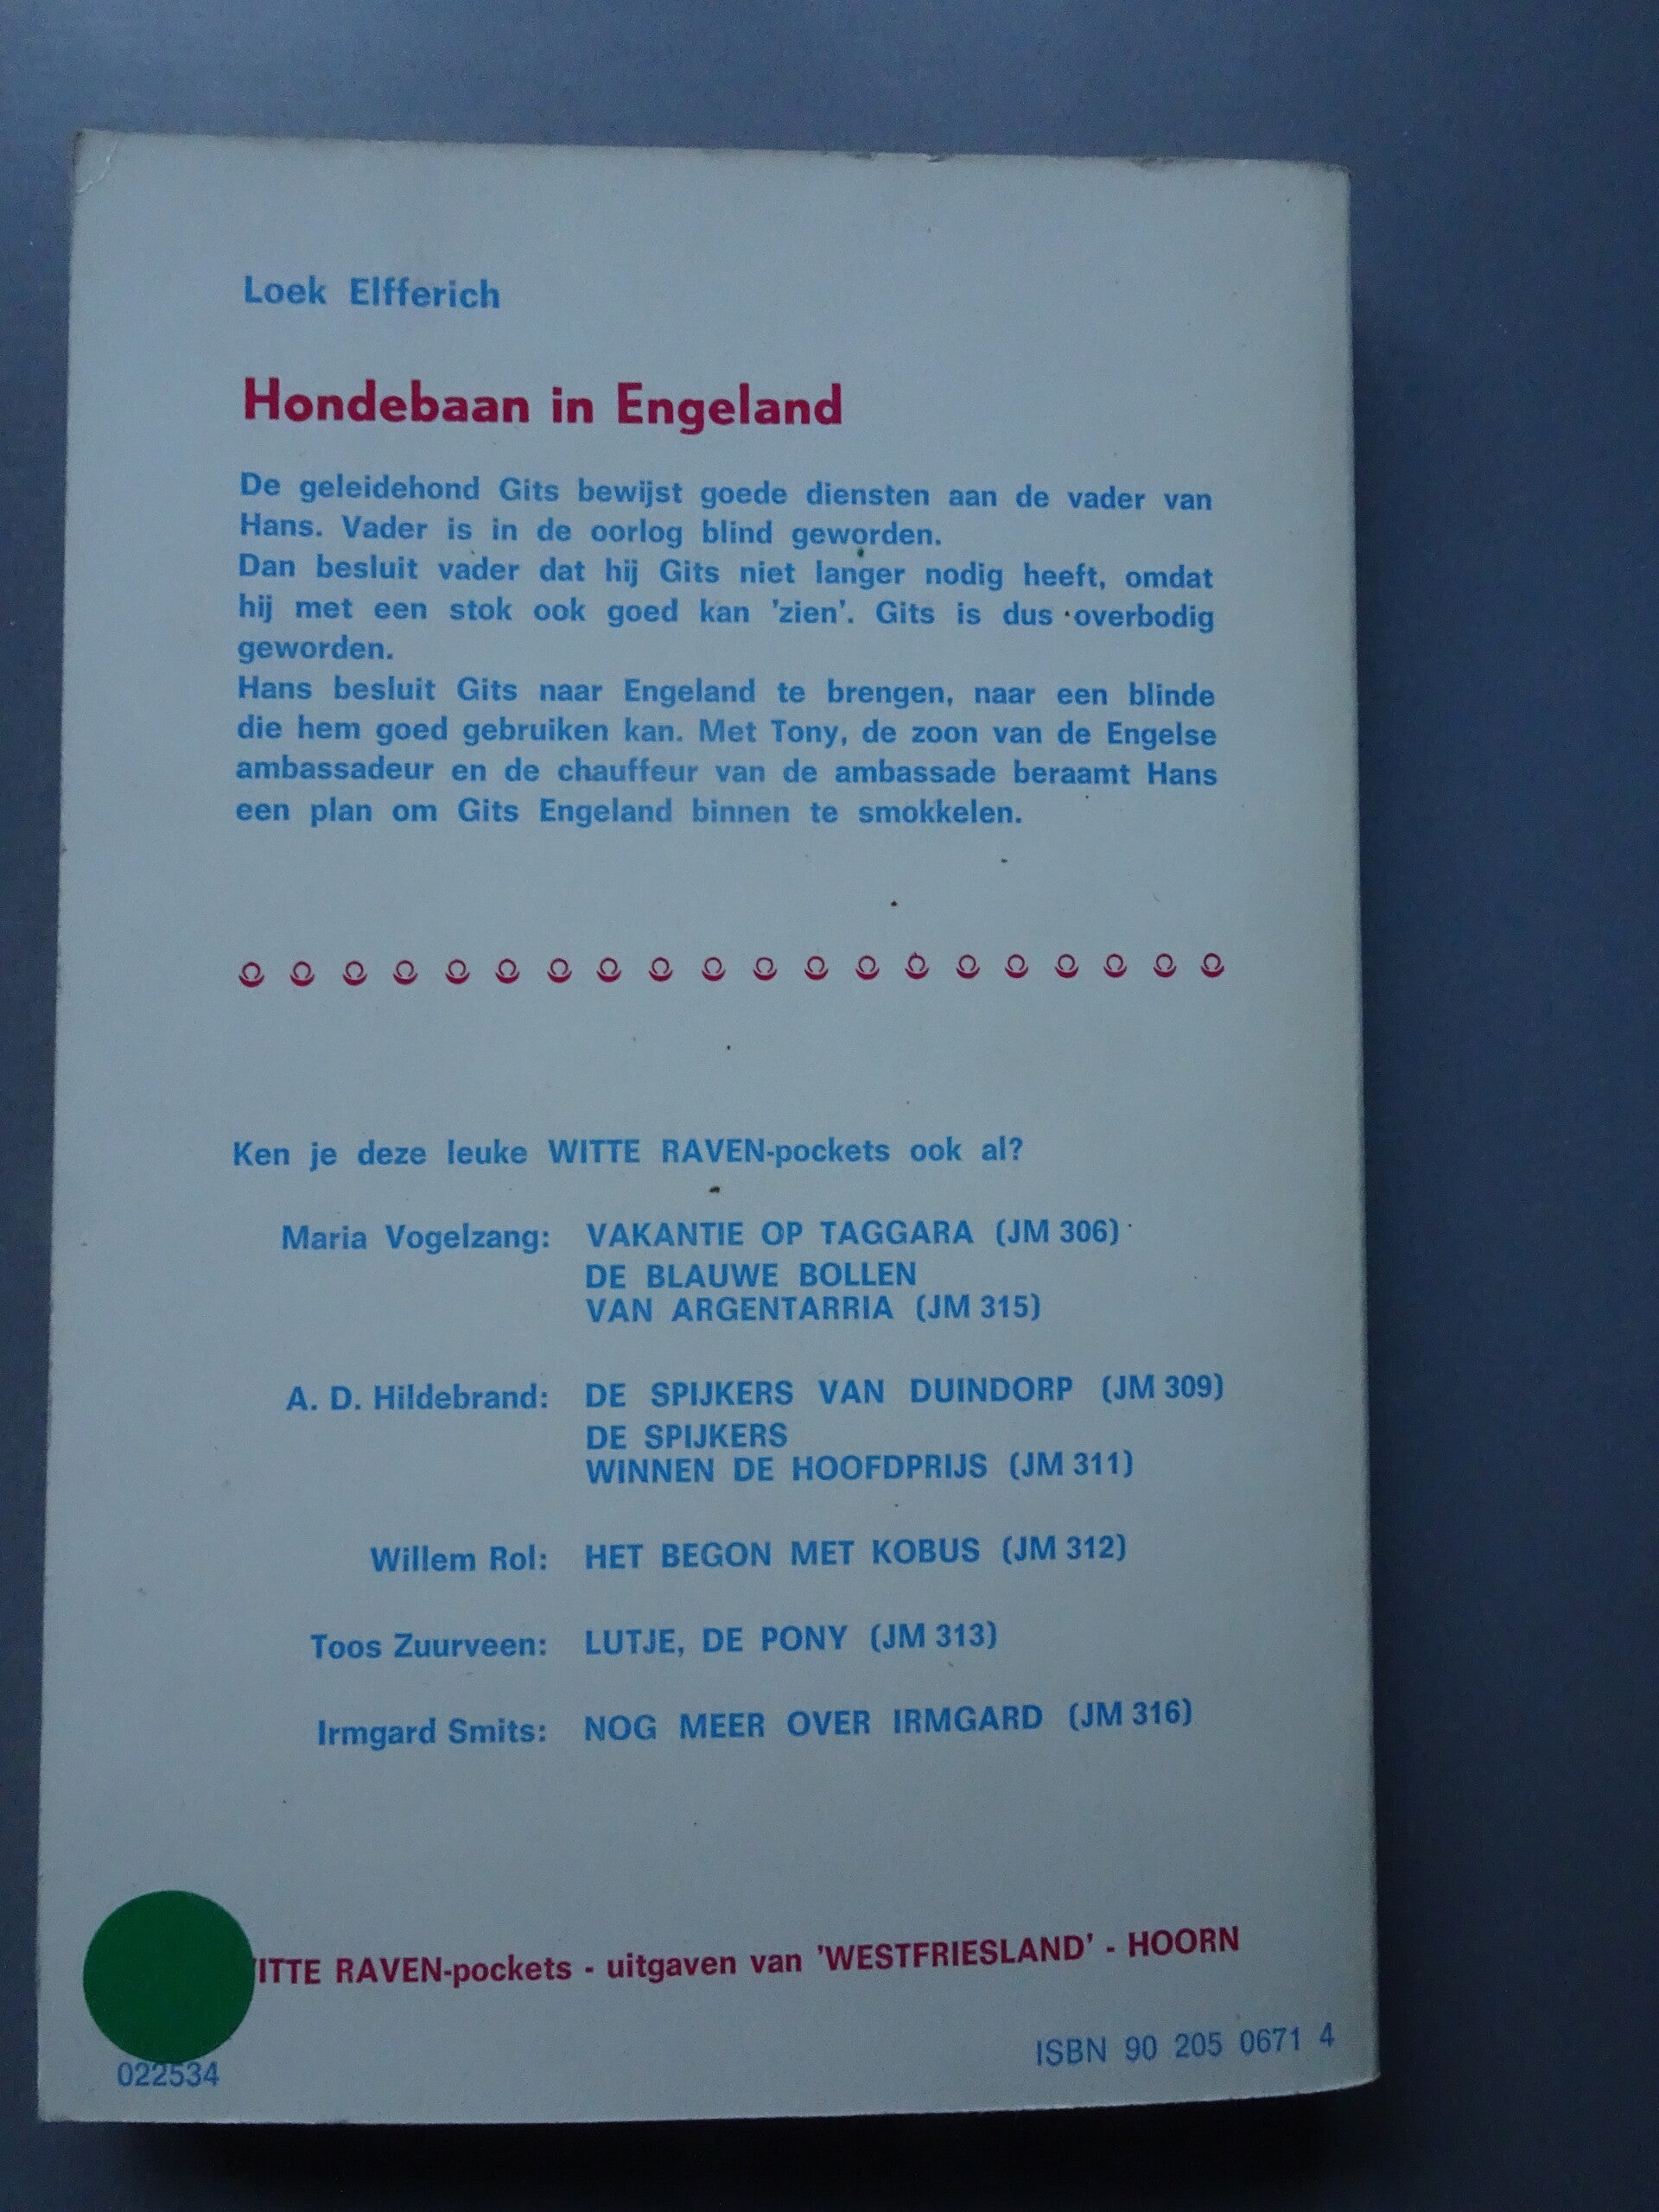 Loek Elfferich
Hondebaan in Engeland
De geleidehond Gits bewijst goede diensten aan de vader van
Hans. Vader is in de oorlog blind geworden.
Dan besluit vader dat hij Gits niet langer nodig heeft, omdat
hij met een stok ook goed kan 'zien'. Gits is dus overbodig
geworden.
Hans besluit Gits naar Engeland te brengen, naar een blinde
die hem goed gebruiken kan. Met Tony, de zoon van de Engelse
ambassadeur en de chauffeur van de ambassade beraamt Hans
een plan om Gits Engeland binnen te smokkelen.
Ken je deze leuke WITTE RAVEN-pockets ook al?
Maria Vogelzang: VAKANTIE OP TAGGARA (JM 306)
DE BLAUWE BOLLEN
VAN ARGENTARRIA (JM 315)
A. D. Hildebrand: DE SPIJKERS VAN DUINDORP (JM 309)
DE SPIJKERS
WINNEN DE HOOFDPRIJS (JM 311)
Willem Rol: HET BEGON MET KOBUS (JM 312)
Toos Zuurveen: LUTJE, DE PONY (JM 313)
Irmgard Smits: NOG MEER OVER IRMGARD (JM 316)
ITTE RAVEN-pockets - uitgaven van 'WESTFRIESLAND' - HOORN
ISBN 90 205 0671 4
022534